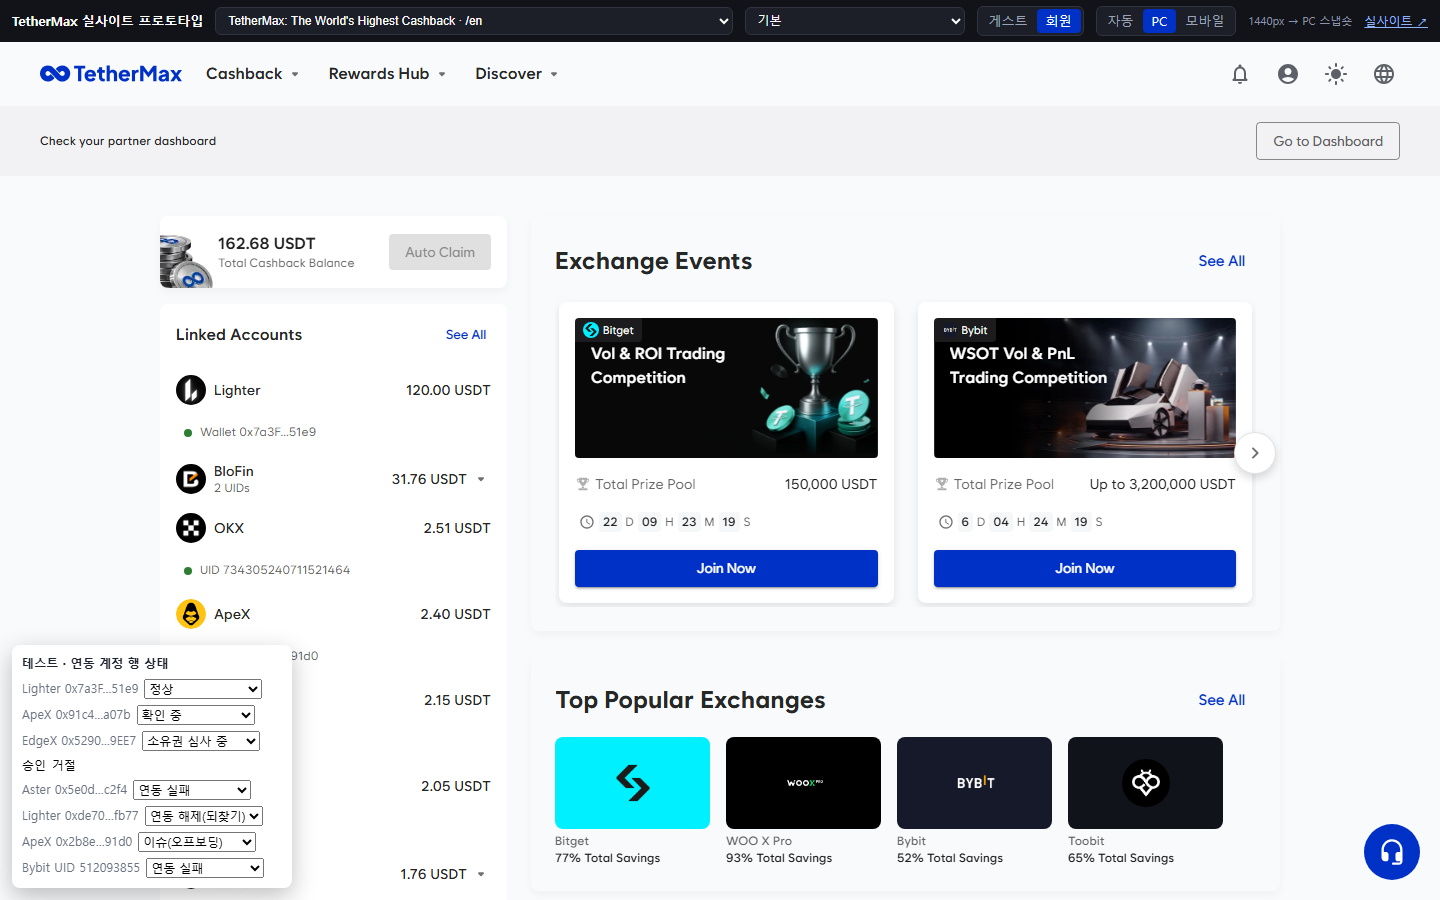 TetherMax 실사이트 프로토타입
TetherMax: The World's Highest Cashback · /en
기본
게스트 회원
자동 PC 모바일
1440px → PC 스냅숏
실사이트 ↗
TetherMax
Cashback
Rewards Hub
Discover
Check your partner dashboard
Go to Dashboard
162.68 USDT
Total Cashback Balance
Auto Claim
Linked Accounts
See All
Lighter
120.00 USDT
Wallet 0x7a3F...51e9
BloFin
2 UIDs
31.76 USDT
OKX
2.51 USDT
UID 734305240711521464
ApeX
2.40 USDT
91d0
2.15 USDT
2.05 USDT
1.76 USDT
테스트 · 연동 계정 행 상태
Lighter 0x7a3F...51e9 정상
ApeX 0x91c4...a07b 확인 중
EdgeX 0x5290...9EE7 소유권 심사 중
승인 거절
Aster 0x5e0d...c2f4 연동 실패
Lighter 0xde70...fb77 연동 해제(되찾기)
ApeX 0x2b8e...91d0 이슈(오프보딩)
Bybit UID 512093855 연동 실패
Exchange Events
See All
Bitget
Vol & ROI Trading
Competition
Total Prize Pool
150,000 USDT
22 D 09 H 23 M 19 S
Join Now
BYBIT Bybit
WSOT Vol & PnL
Trading Competition
Total Prize Pool
Up to 3,200,000 USDT
6 D 04 H 24 M 19 S
Join Now
Top Popular Exchanges
See All
Bitget
77% Total Savings
WOO X PRO
WOO X Pro
93% Total Savings
BYBIT
Bybit
52% Total Savings
Toobit
65% Total Savings